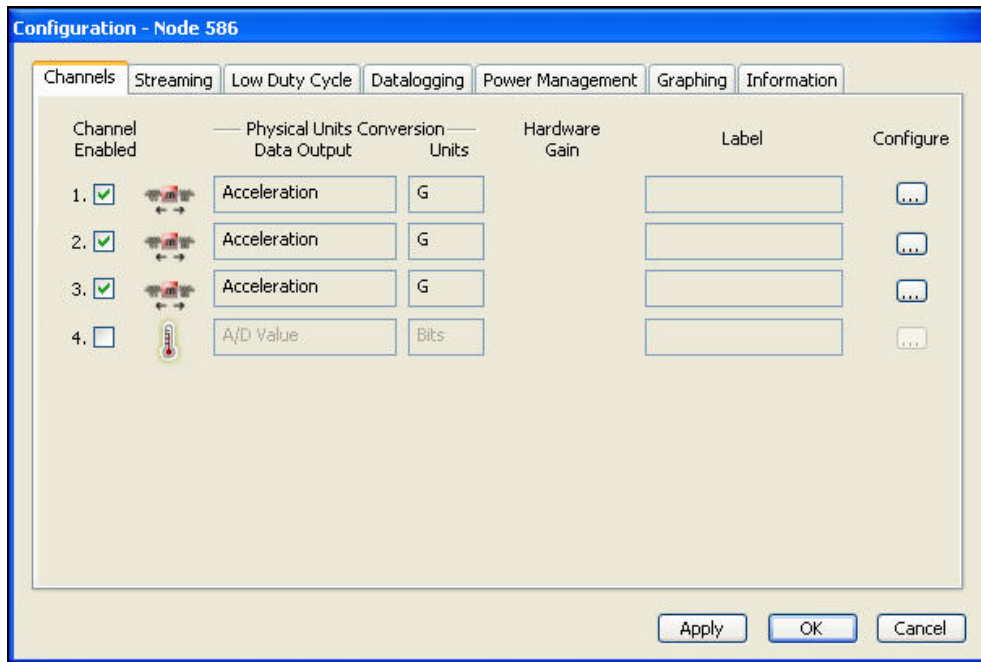 Configuration - Node 586
Channels Streaming Low Duty Cycle Datalogging Power Management Graphing Information
Channel Enabled Physical Units Conversion Data Output Units Hardware Gain Label Configure
1. Acceleration G ...
2. Acceleration G ...
3. Acceleration G ...
4. A/D Value Bits ...
Apply OK Cancel